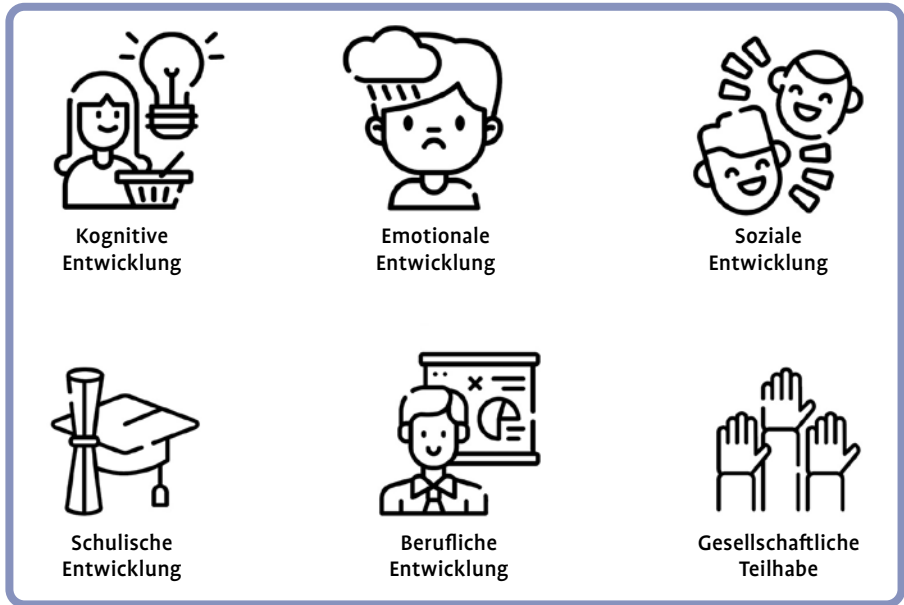 Kognitive
Entwicklung
Emotionale
Entwicklung
Soziale
Entwicklung
Schulische
Entwicklung
Berufliche
Entwicklung
Gesellschaftliche
Teilhabe